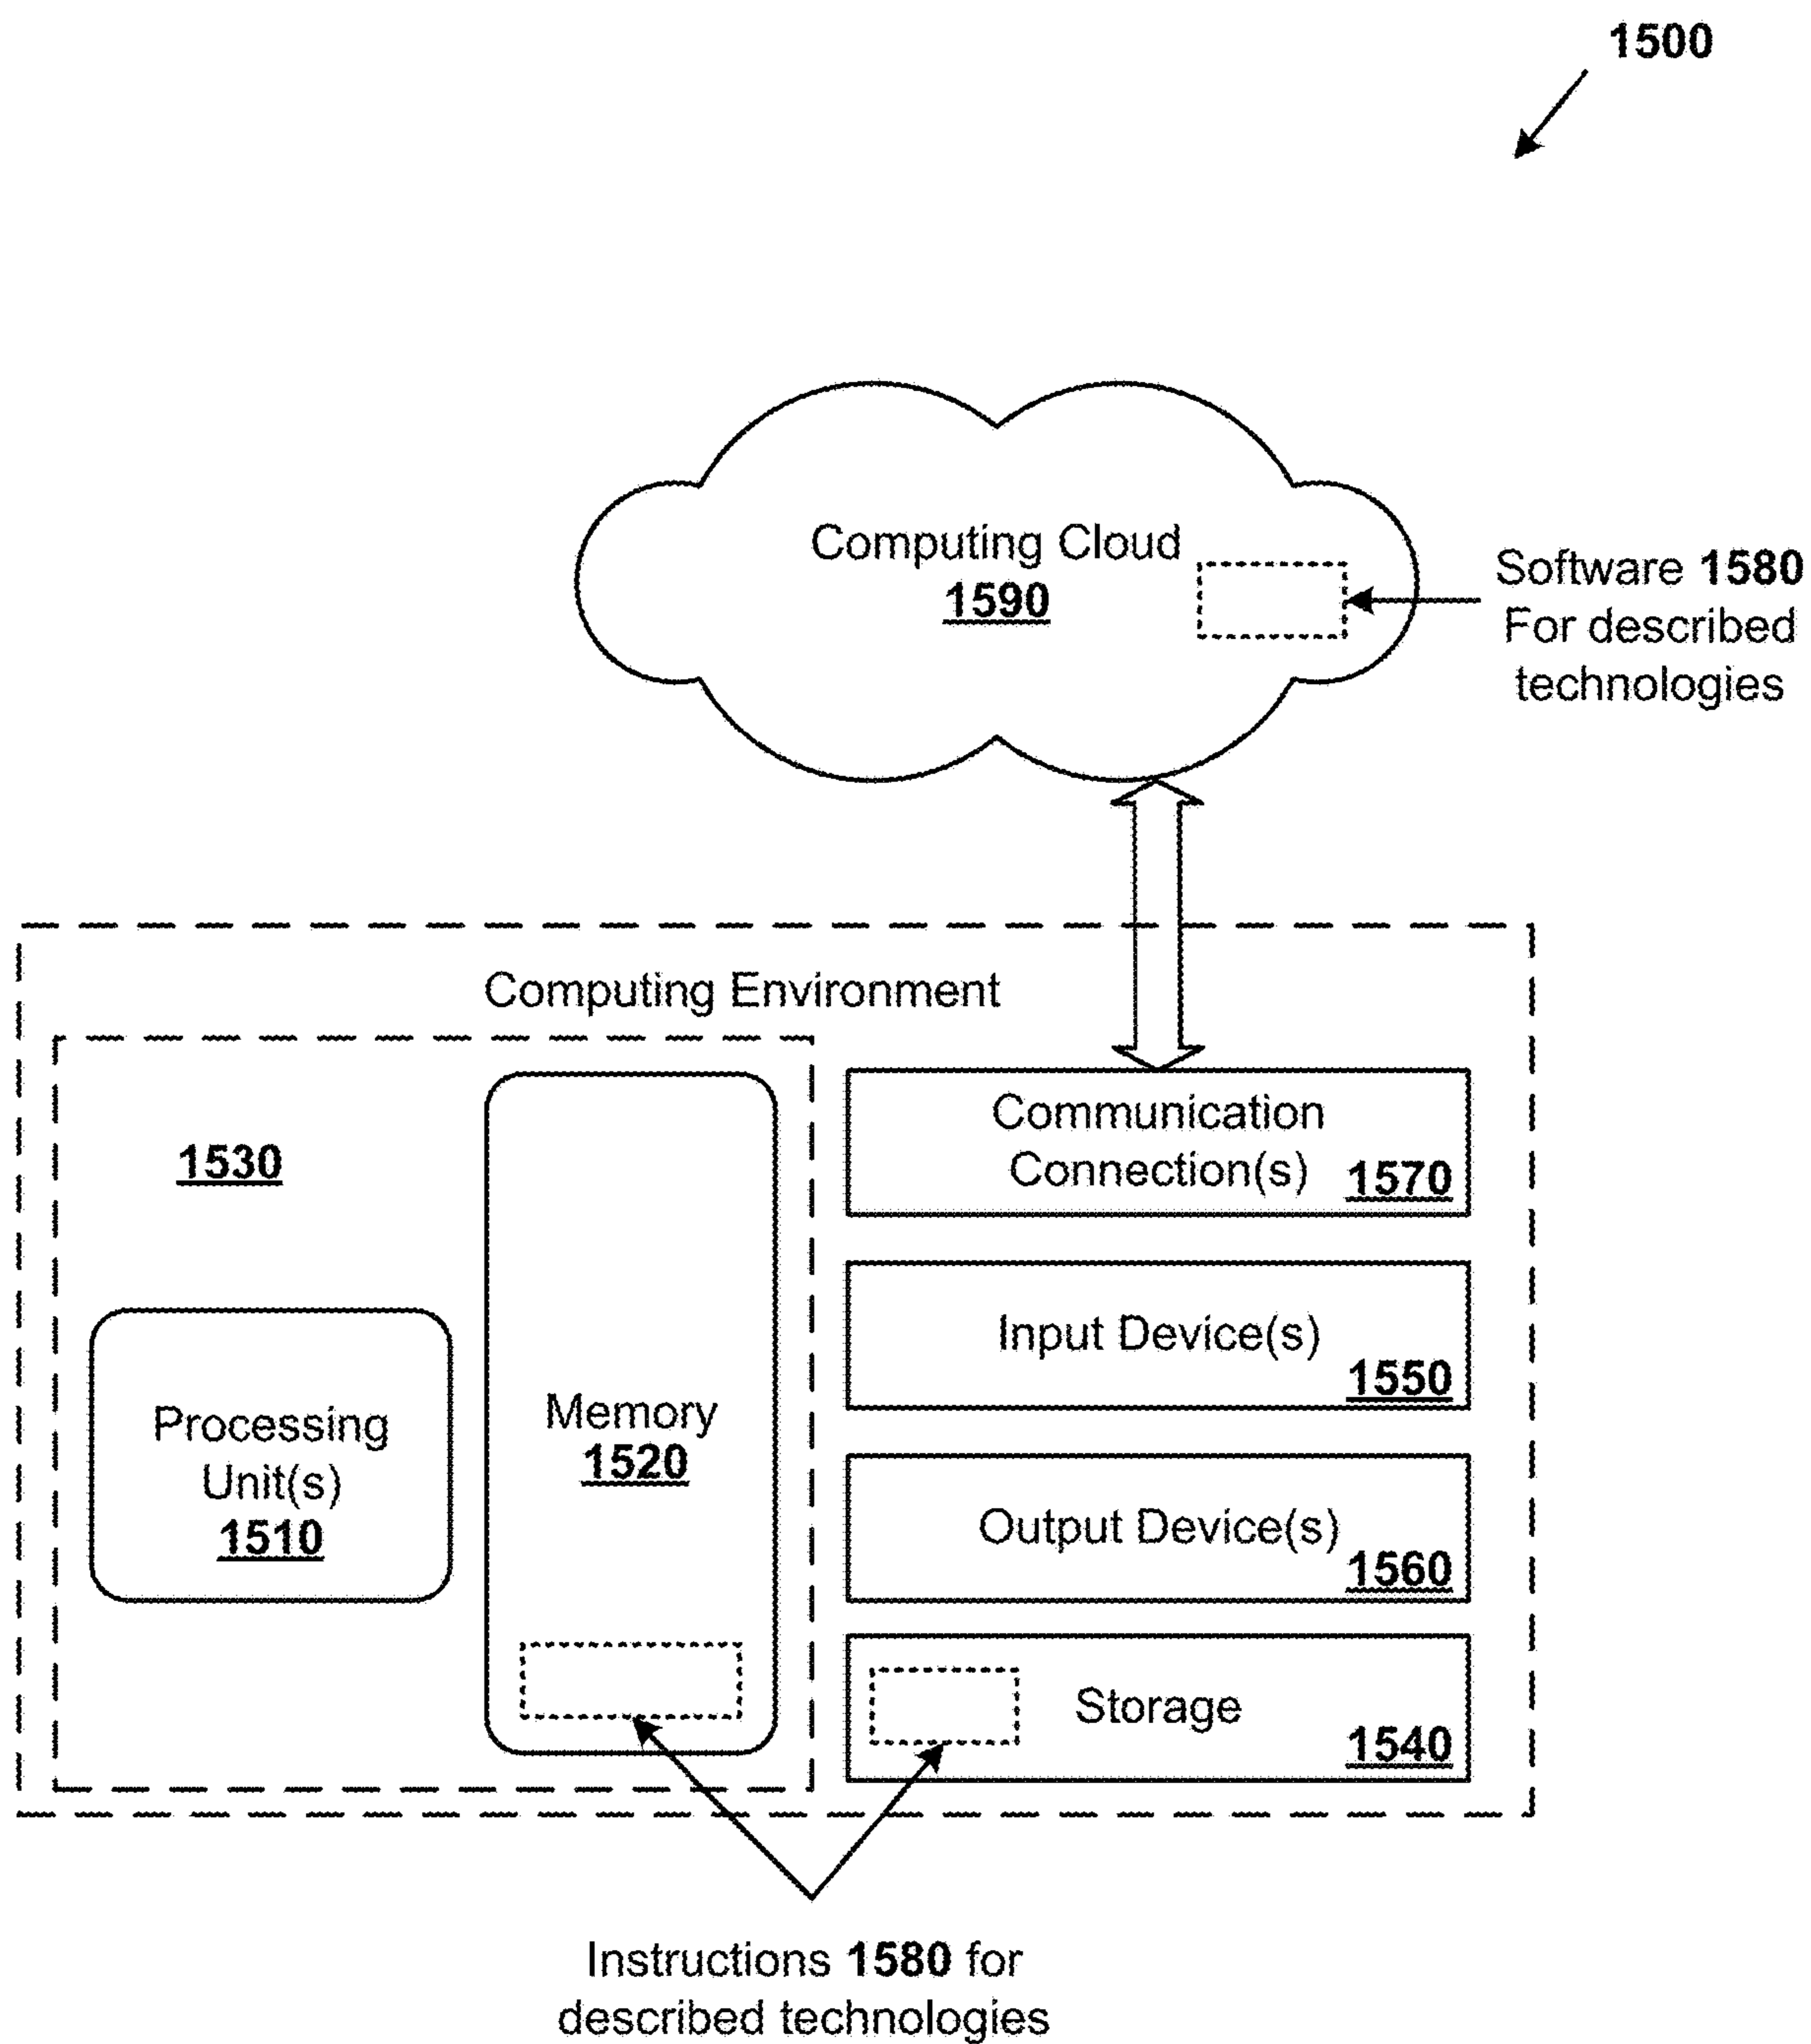 1500
Computing Cloud
1590
Software 1580
For described
technologies
Computing Environment
1530
Processing
Unit(s)
1510
Memory
1520
Communication
Connection(s) 1570
Input Device(s)
1550
Output Device(s)
1560
Storage
1540
Instructions 1580 for
described technologies